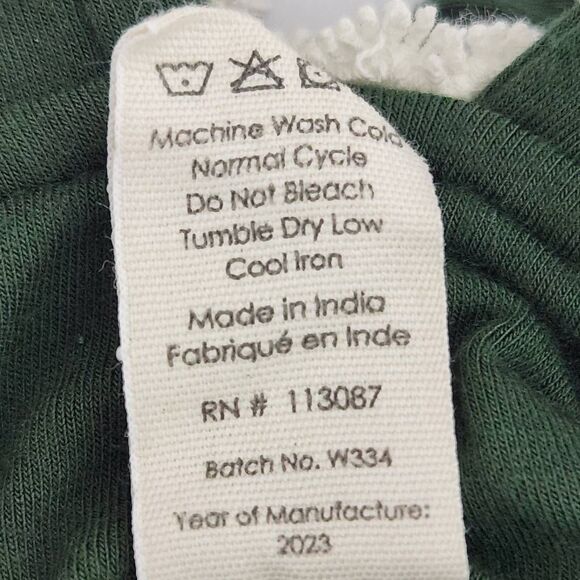 Machine Wash Cold
Normal Cycle
Do Not Bleach
Tumble Dry Low
Cool Iron
Made in India
Fabriqué en Inde
RN # 113087
Batch No. W334
Year of Manufacture:
2023